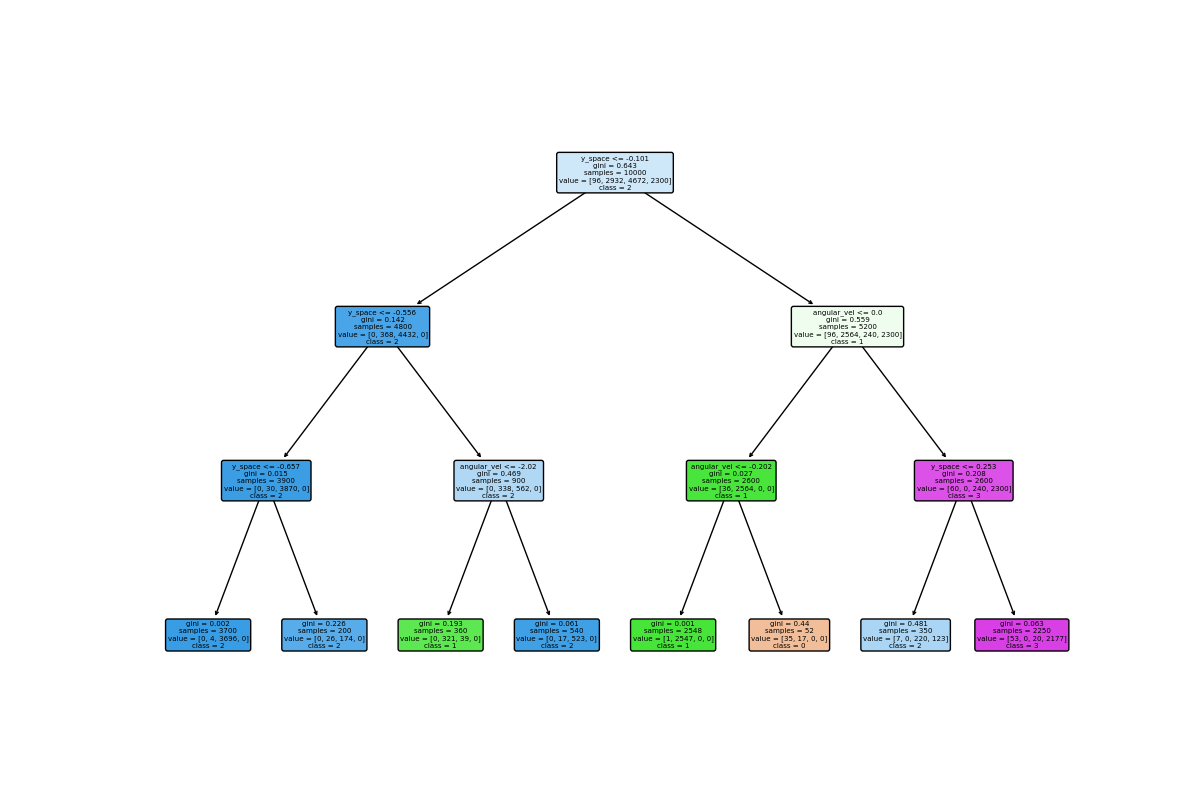 y_space <= -0.101
gini = 0.643
samples = 10000
value = [96, 2932, 4672, 2300]
class = 2
y_space <= -0.556
gini = 0.142
samples = 4800
value = [0, 368, 4432, 0]
class = 2
angular_vel <= 0.0
gini = 0.559
samples = 5200
value = [96, 2564, 240, 2300]
class = 1
y_space <= -0.657
gini = 0.015
samples = 3900
value = [0, 30, 3870, 0]
class = 2
angular_vel <= -2.02
gini = 0.469
samples = 900
value = [0, 338, 562, 0]
class = 2
angular_vel <= -0.202
gini = 0.027
samples = 2600
value = [36, 2564, 0, 0]
class = 1
y_space <= 0.253
gini = 0.208
samples = 2600
value = [60, 0, 240, 2300]
class = 3
gini = 0.002
samples = 3700
value = [0, 4, 3696, 0]
class = 2
gini = 0.226
samples = 200
value = [0, 26, 174, 0]
class = 2
gini = 0.193
samples = 360
value = [0, 321, 39, 0]
class = 1
gini = 0.061
samples = 540
value = [0, 17, 523, 0]
class = 2
gini = 0.001
samples = 2548
value = [1, 2547, 0, 0]
class = 1
gini = 0.44
samples = 52
value = [35, 17, 0, 0]
class = 0
gini = 0.481
samples = 350
value = [7, 0, 220, 123]
class = 2
gini = 0.063
samples = 2250
value = [53, 0, 20, 2177]
class = 3